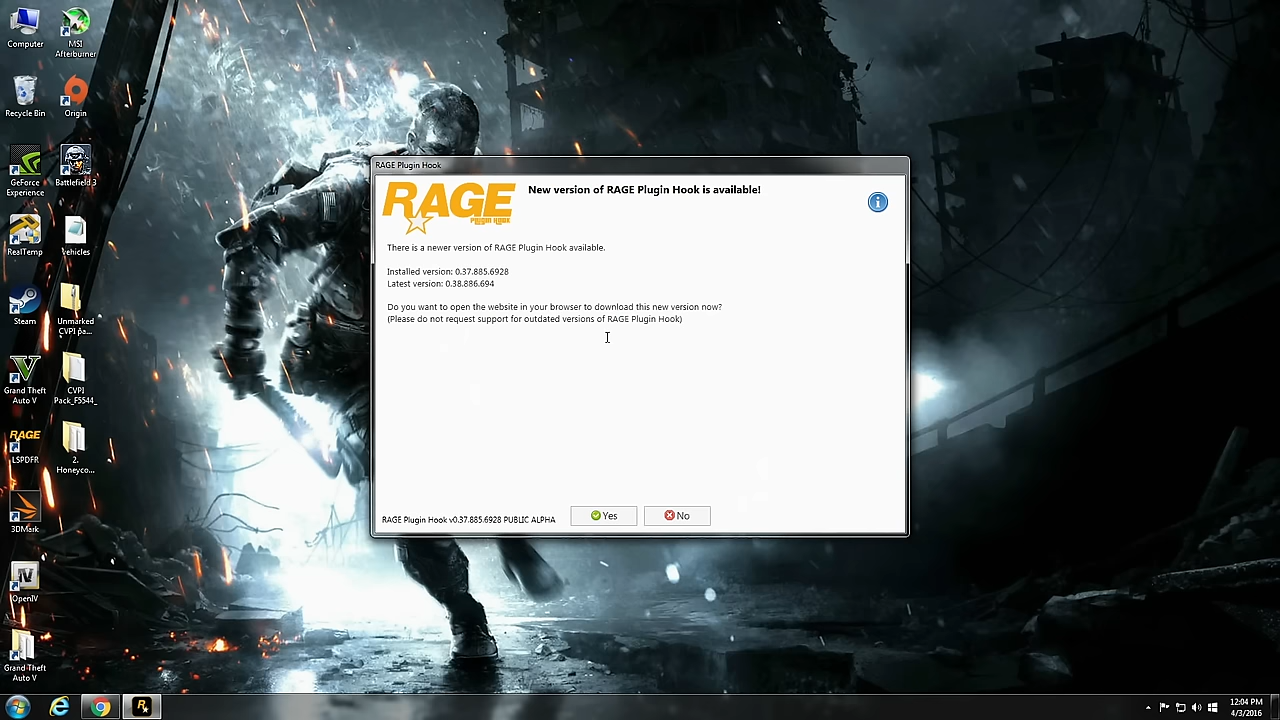 Computer
MSI
Afterburner
Recycle Bin
Origin
GeForce
Experience
Battlefield 3
RealTemp
Vehicles
Steam
Unmarked
CVPI pa...
Grand Theft
Auto V
CVPI
Pack_F5544_
RAGE
LSPDFR
2.
Honeyco...
3DMark
IV
OpenIV
Grand Theft
Auto V
RAGE Plugin Hook
RAGE
PLUGIN HOOK
New version of RAGE Plugin Hook is available!
There is a newer version of RAGE Plugin Hook available.
Installed version: 0.37.885.6928
Latest version: 0.38.886.694
Do you want to open the website in your browser to download this new version now?
(Please do not request support for outdated versions of RAGE Plugin Hook)
RAGE Plugin Hook v0.37.885.6928 PUBLIC ALPHA
Yes
No
12:04 PM
4/3/2016